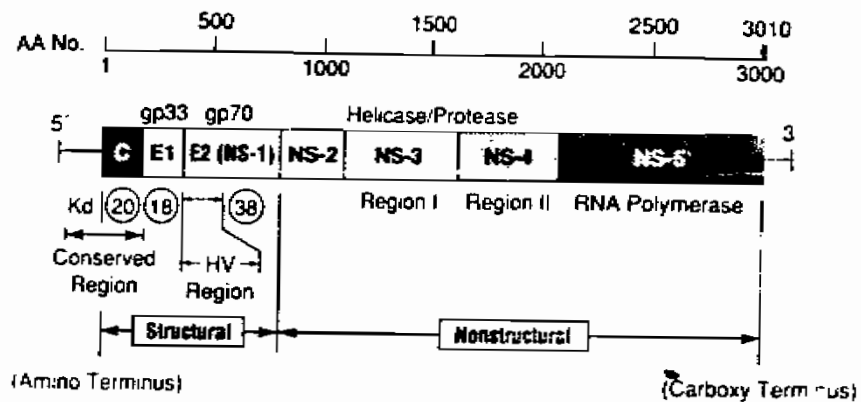 500 1500 2500 3010
AA No.
1 1000 2000 3000
gp33 gp70 Helicase/Protease
5' 3
C E1 E2 (NS-1) NS-2 NS-3 NS-4 NS-5
Kd 20 18 38 Region I Region II RNA Polymerase
Conserved Region
HV Region
Structural Nonstructural
(Amino Terminus) (Carboxy Terminus)